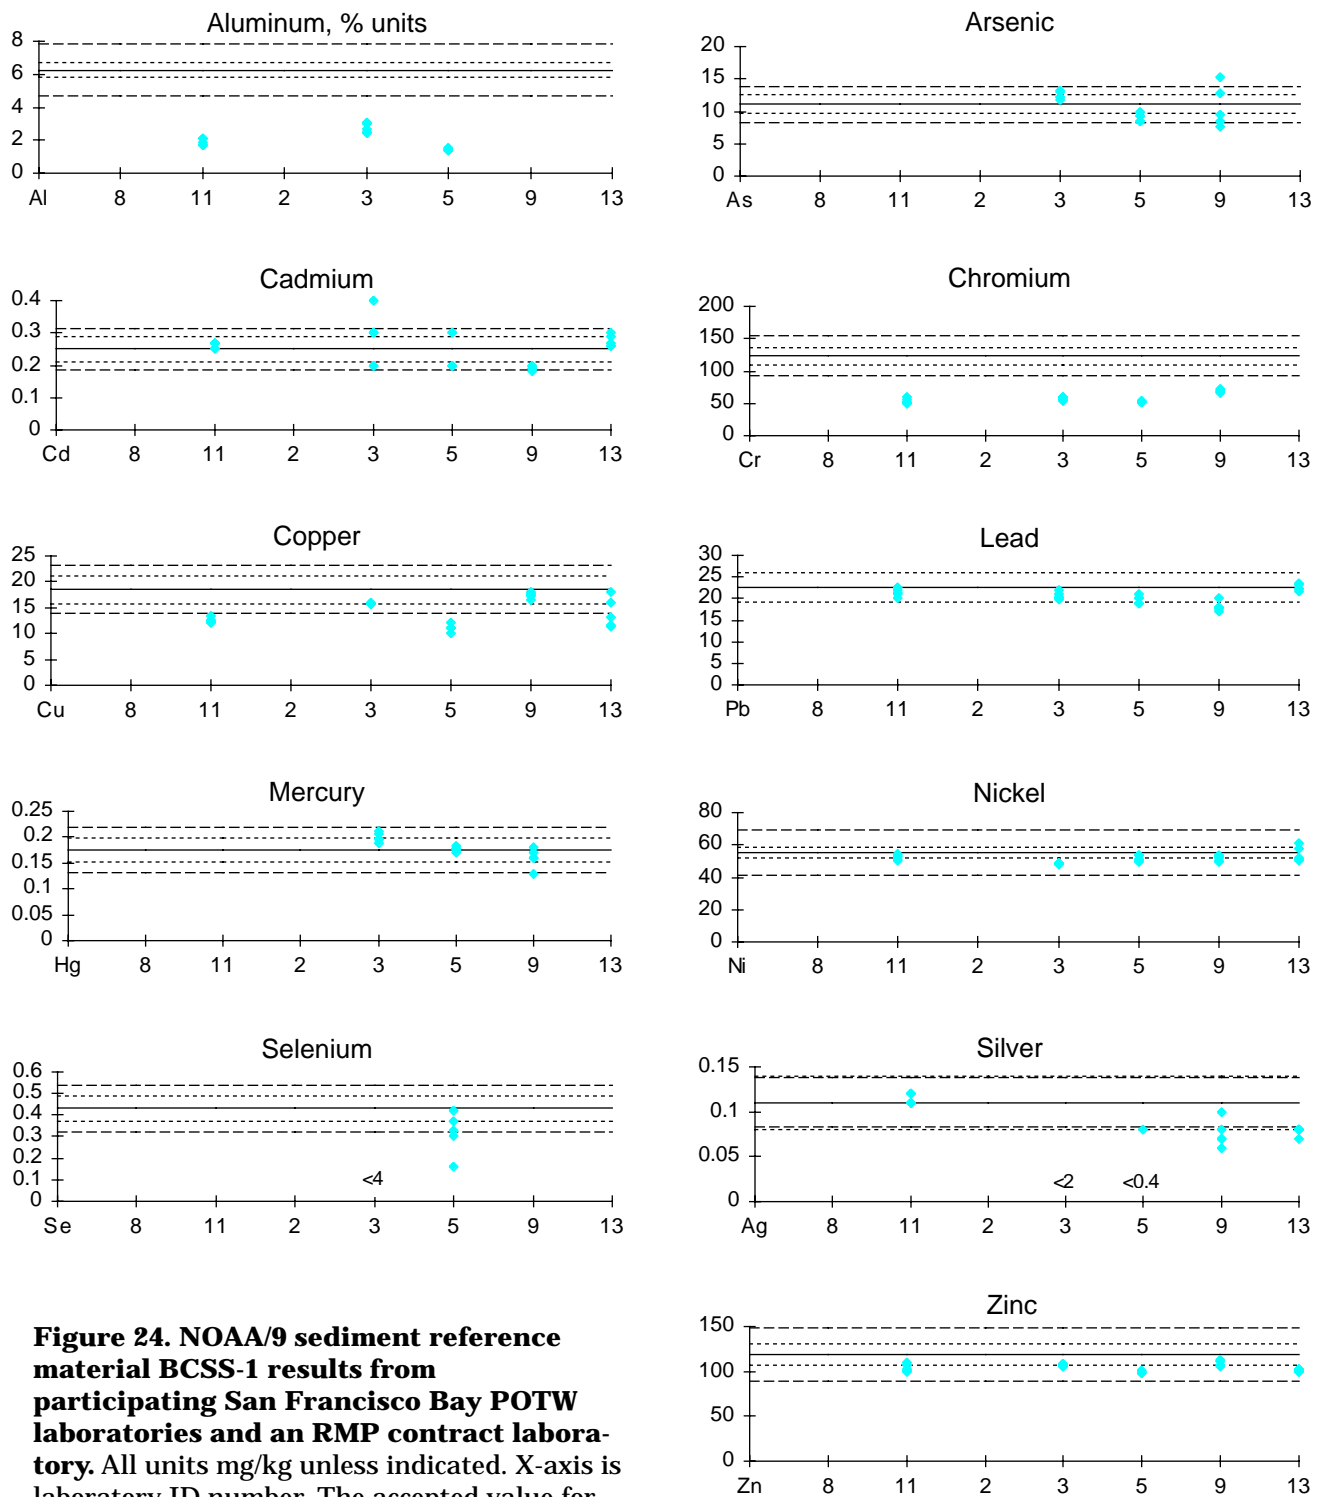 Aluminum, % units
8
6
4
2
0
Al 8 11 2 3 5 9 13
Arsenic
20
15
10
5
0
As 8 11 2 3 5 9 13
Cadmium
0.4
0.3
0.2
0.1
0
Cd 8 11 2 3 5 9 13
Chromium
200
150
100
50
0
Cr 8 11 2 3 5 9 13
Copper
25
20
15
10
5
0
Cu 8 11 2 3 5 9 13
Lead
30
25
20
15
10
5
0
Pb 8 11 2 3 5 9 13
Mercury
0.25
0.2
0.15
0.1
0.05
0
Hg 8 11 2 3 5 9 13
Nickel
80
60
40
20
0
Ni 8 11 2 3 5 9 13
Selenium
0.6
0.5
0.4
0.3
0.2
0.1
0
<4
Se 8 11 2 3 5 9 13
Silver
0.15
0.1
0.05
0
<2 <0.4
Ag 8 11 2 3 5 9 13
Zinc
150
100
50
0
Zn 8 11 2 3 5 9 13
Figure 24. NOAA/9 sediment reference
material BCSS-1 results from
participating San Francisco Bay POTW
laboratories and an RMP contract labora-
tory. All units mg/kg unless indicated. X-axis is
laboratory ID number. The accepted value for